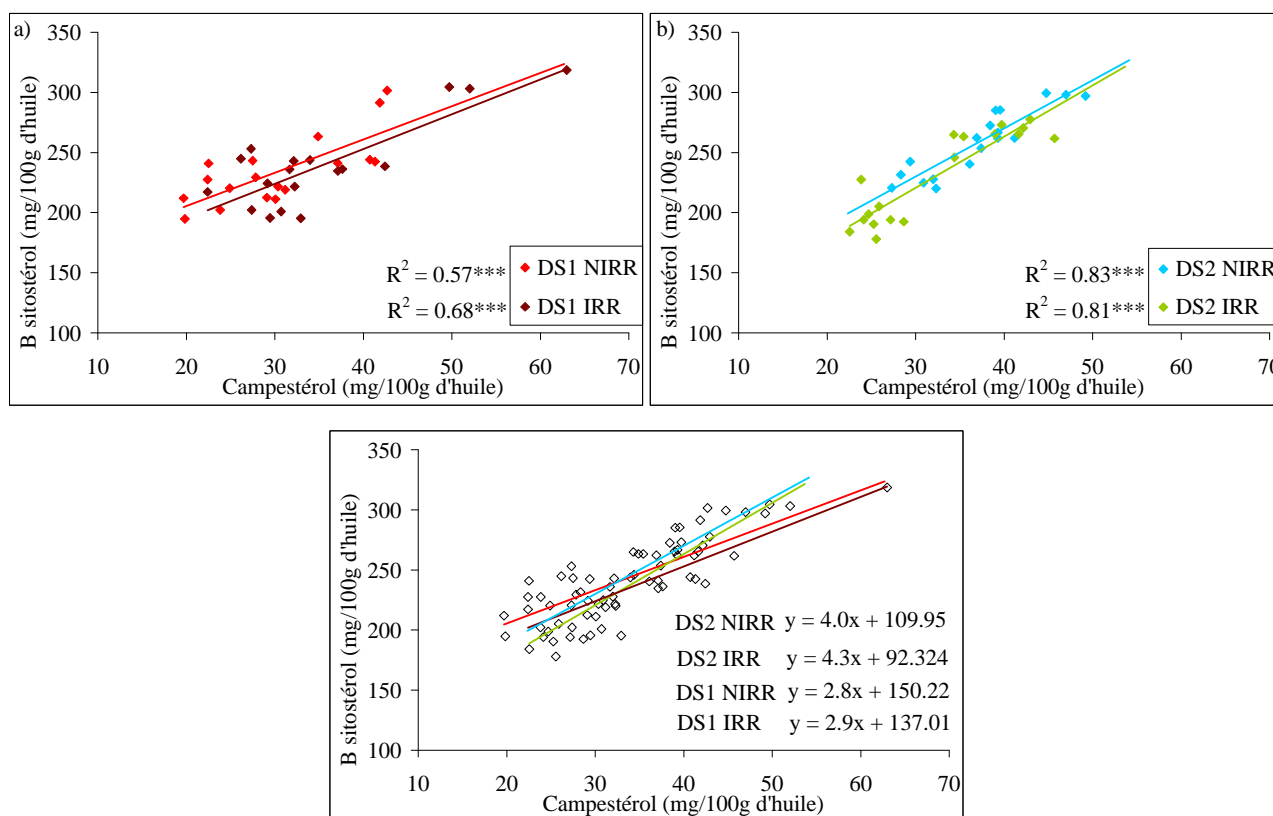 a)
B sitostérol (mg/100g d'huile)
350
300
250
200
150
100
10 20 30 40 50 60 70
Campestérol (mg/100g d'huile)
R² = 0.57***
R² = 0.68***
DS1 NIRR
DS1 IRR
b)
B sitostérol (mg/100g d'huile)
350
300
250
200
150
100
10 20 30 40 50 60 70
Campestérol (mg/100g d'huile)
R² = 0.83***
R² = 0.81***
DS2 NIRR
DS2 IRR
B sitostérol (mg/100g d'huile)
350
300
250
200
150
100
10 20 30 40 50 60 70
Campestérol (mg/100g d'huile)
DS2 NIRR y = 4.0x + 109.95
DS2 IRR y = 4.3x + 92.324
DS1 NIRR y = 2.8x + 150.22
DS1 IRR y = 2.9x + 137.01